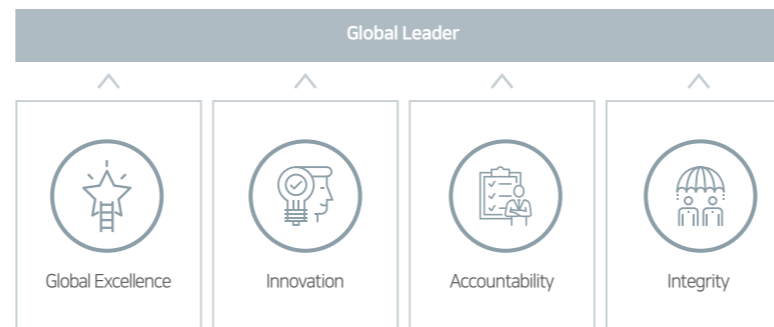 Global Leader
Global Excellence
Innovation
Accountability
Integrity